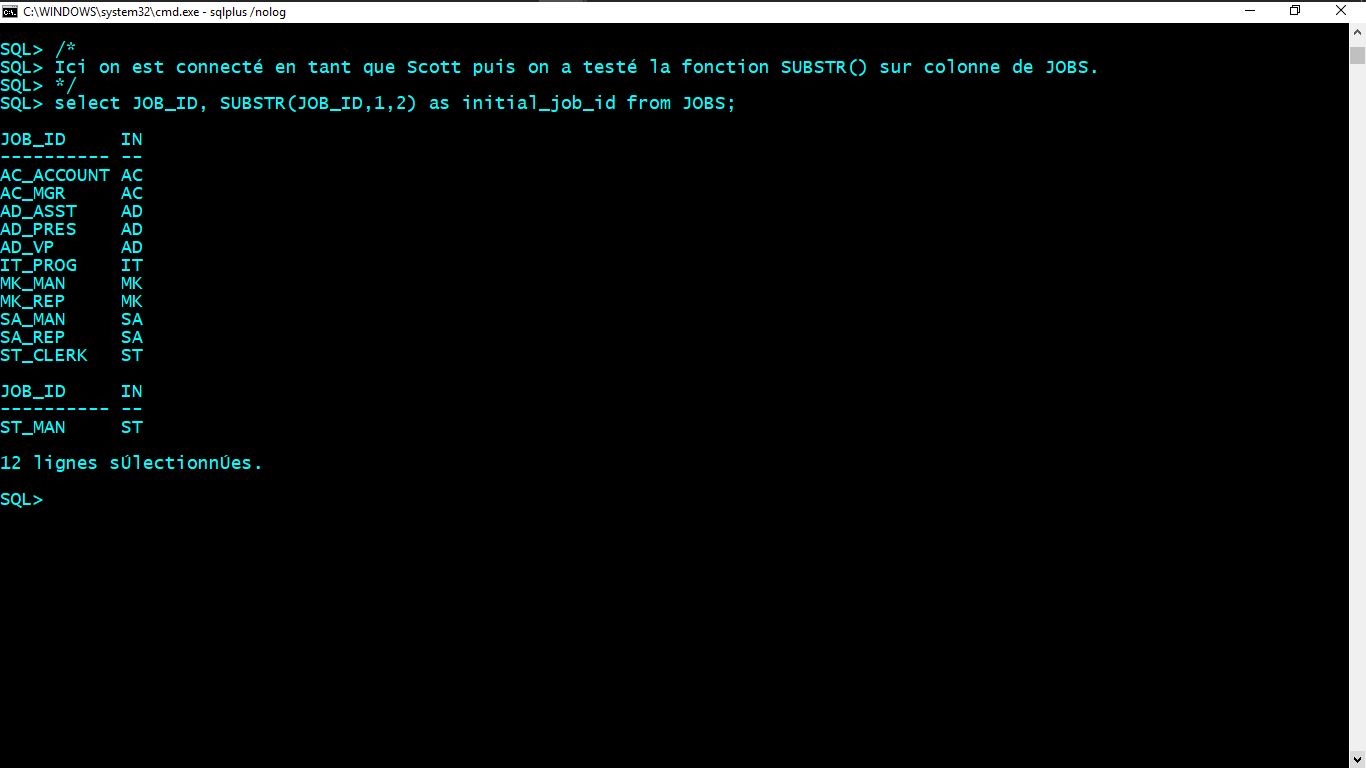 C:\WINDOWS\system32\cmd.exe - sqlplus /nolog
SQL> /*
SQL> Ici on est connecté en tant que Scott puis on a testé la fonction SUBSTR() sur colonne de JOBS.
SQL> */
SQL> select JOB_ID, SUBSTR(JOB_ID,1,2) as initial_job_id from JOBS;
JOB_ID     IN
---------- --
AC_ACCOUNT AC
AC_MGR     AC
AD_ASST    AD
AD_PRES    AD
AD_VP      AD
IT_PROG    IT
MK_MAN     MK
MK_REP     MK
SA_MAN     SA
SA_REP     SA
ST_CLERK   ST
JOB_ID     IN
---------- --
ST_MAN     ST
12 lignes sÚlectionnÚes.
SQL>